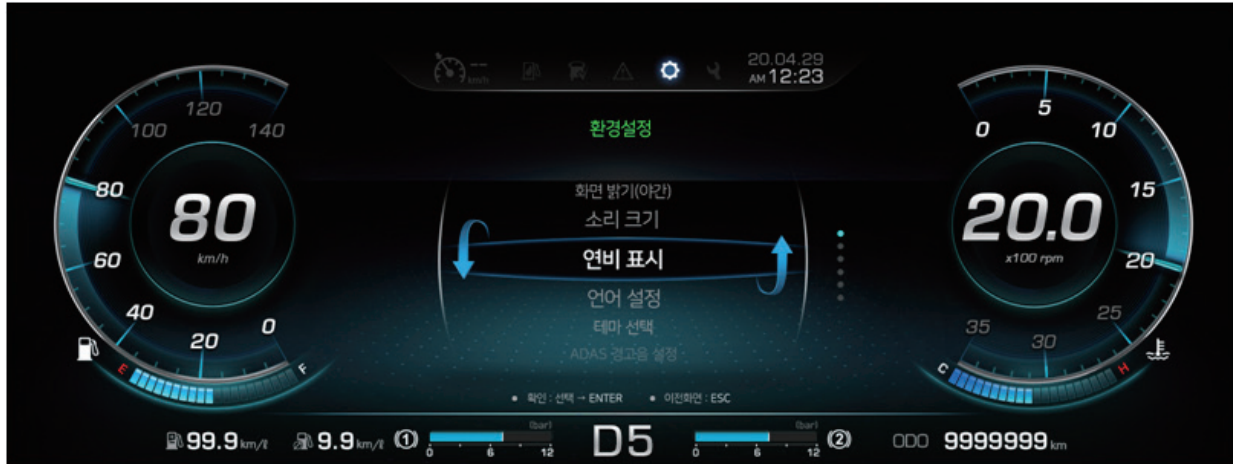 -- km/h
20.04.29
AM 12:23
환경설정
0 20 40 60 80 100 120 140
80
km/h
E F
화면 밝기(야간)
소리 크기
연비 표시
언어 설정
테마 선택
ADAS 경고음 설정
0 5 10 15 20 25 30 35
20.0
x100 rpm
C H
• 확인 : 선택 → ENTER • 이전화면 : ESC
99.9 km/ℓ
9.9 km/ℓ
(1) (bar)
0 6 12
D5
(bar) (2)
0 6 12
ODO 9999999 km